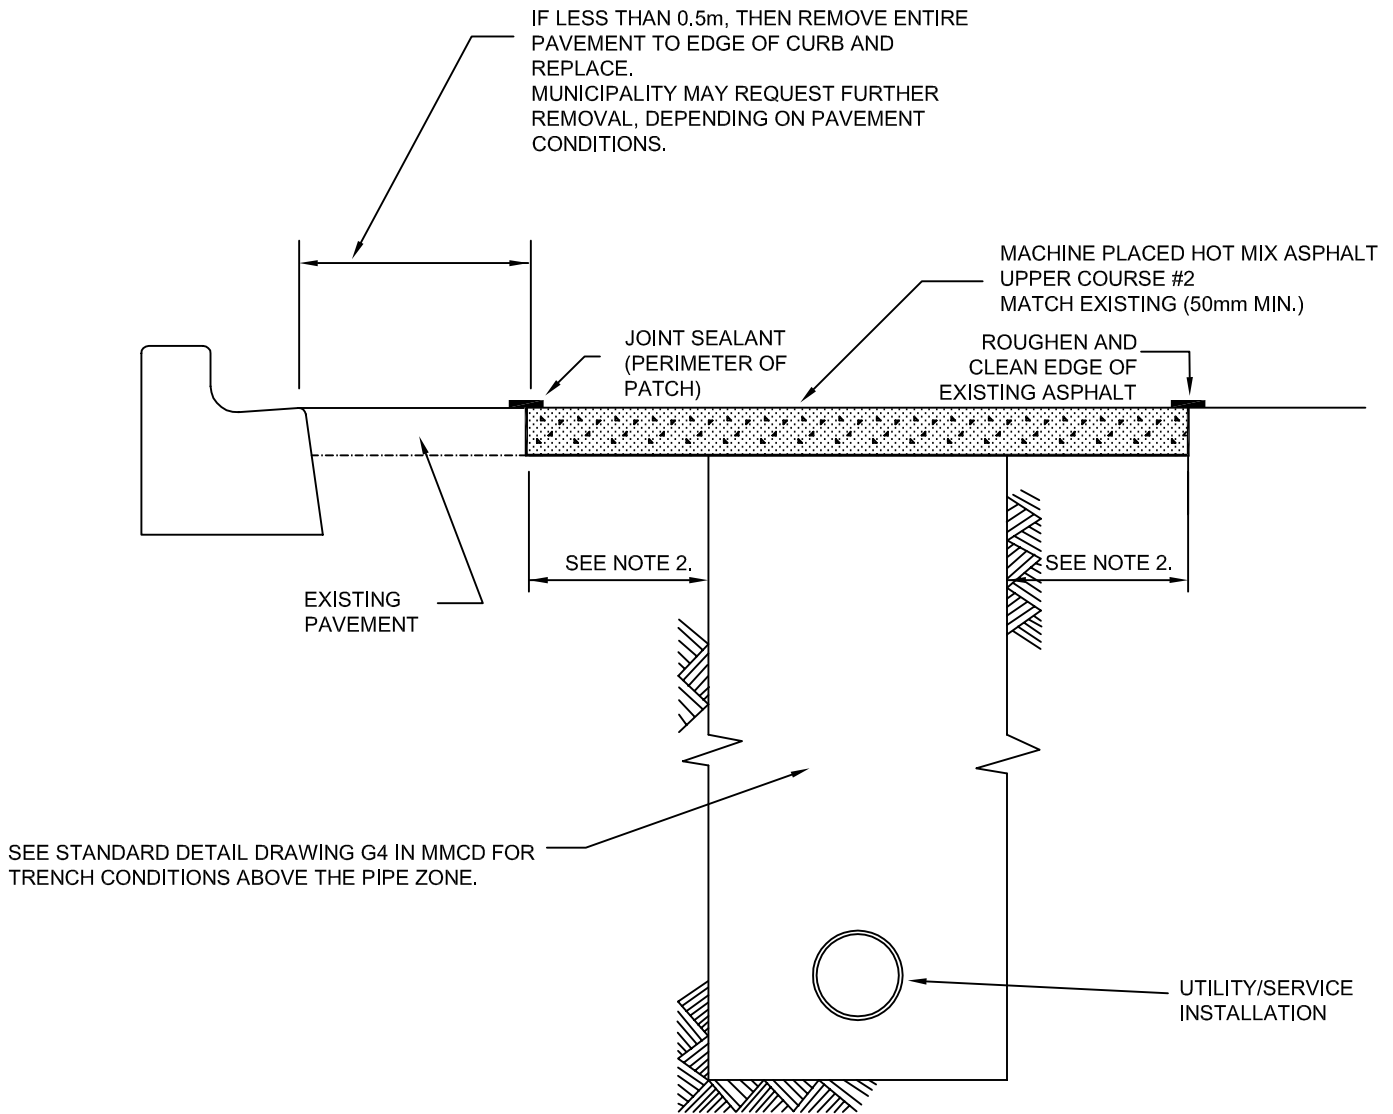 IF LESS THAN 0.5m, THEN REMOVE ENTIRE
PAVEMENT TO EDGE OF CURB AND
REPLACE.
MUNICIPALITY MAY REQUEST FURTHER
REMOVAL, DEPENDING ON PAVEMENT
CONDITIONS.
MACHINE PLACED HOT MIX ASPHALT
UPPER COURSE #2
MATCH EXISTING (50mm MIN.)
JOINT SEALANT
(PERIMETER OF
PATCH)
ROUGHEN AND
CLEAN EDGE OF
EXISTING ASPHALT
SEE NOTE 2.
SEE NOTE 2.
EXISTING
PAVEMENT
SEE STANDARD DETAIL DRAWING G4 IN MMCD FOR
TRENCH CONDITIONS ABOVE THE PIPE ZONE.
UTILITY/SERVICE
INSTALLATION